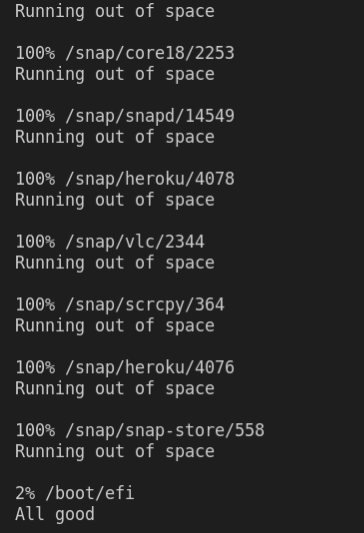 Running out of space
100% /snap/core18/2253
Running out of space
100% /snap/snapd/14549
Running out of space
100% /snap/heroku/4078
Running out of space
100% /snap/vlc/2344
Running out of space
100% /snap/scrcpy/364
Running out of space
100% /snap/heroku/4076
Running out of space
100% /snap/snap-store/558
Running out of space
2% /boot/efi
All good